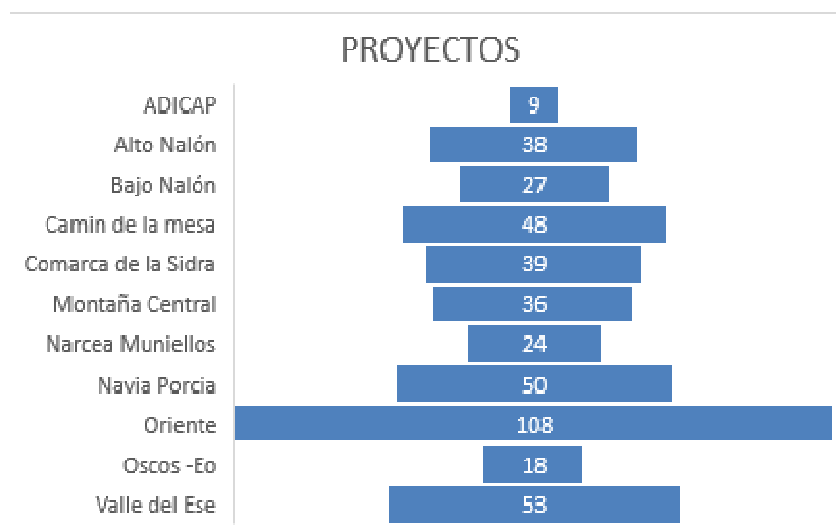 PROYECTOS
ADICAP 9
Alto Nalón 38
Bajo Nalón 27
Camin de la mesa 48
Comarca de la Sidra 39
Montaña Central 36
Narcea Muniellos 24
Navia Porcia 50
Oriente 108
Oscos -Eo 18
Valle del Ese 53